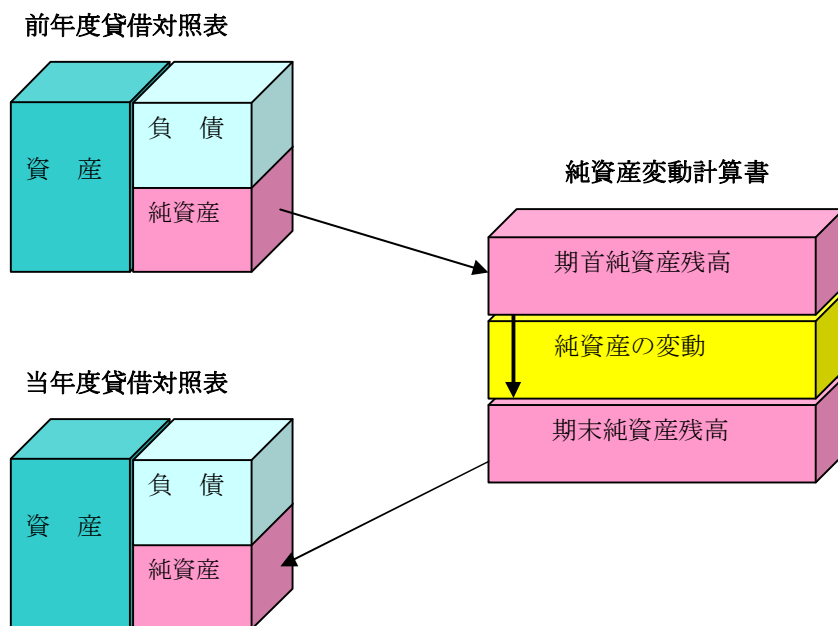 前年度貸借対照表
資　産
負　債
純資産
純資産変動計算書
期首純資産残高
純資産の変動
期末純資産残高
当年度貸借対照表
資　産
負　債
純資産